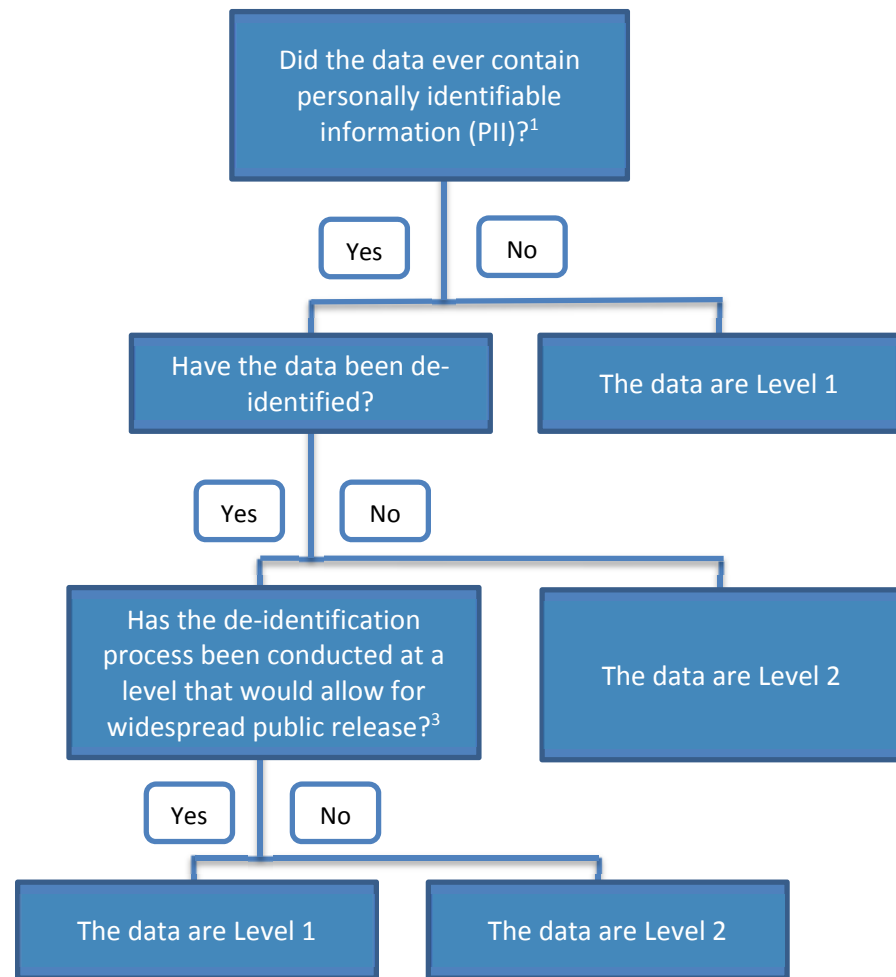 Did the data ever contain
personally identifiable
information (PII)?¹
Yes
No
Have the data been de-
identified?
The data are Level 1
Yes
No
Has the de-identification
process been conducted at a
level that would allow for
widespread public release?³
The data are Level 2
Yes
No
The data are Level 1
The data are Level 2